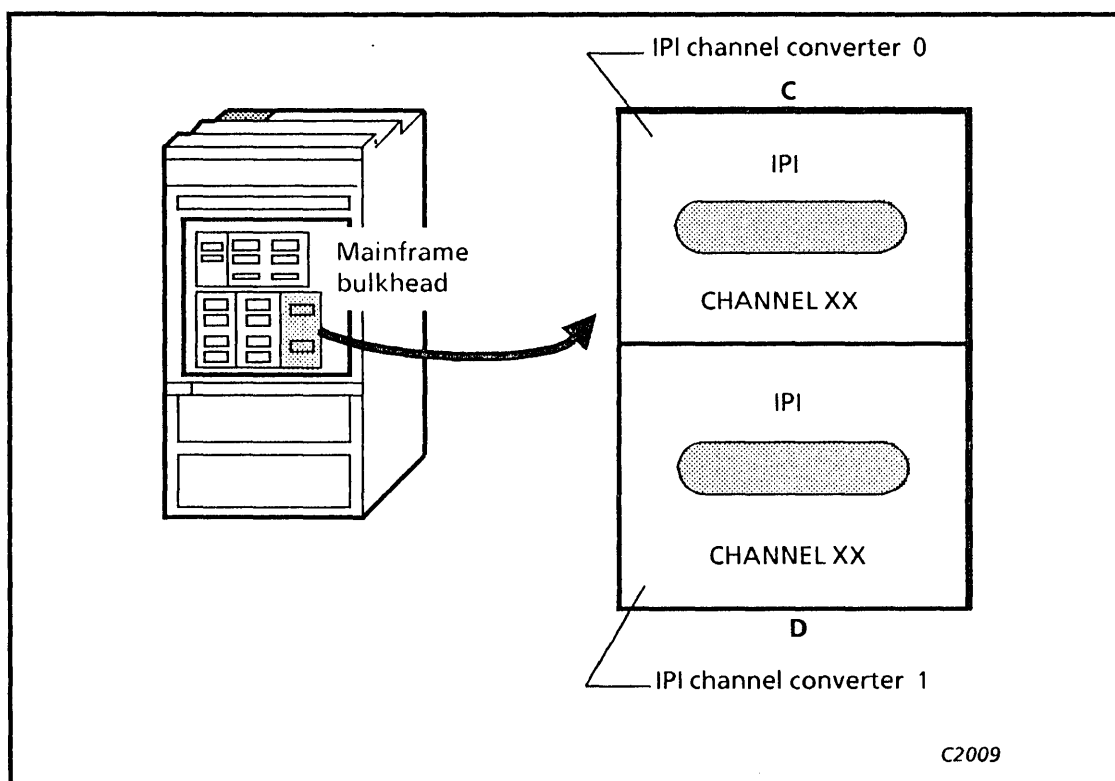 IPI channel converter 0
C
IPI
CHANNEL XX
Mainframe
bulkhead
IPI
CHANNEL XX
D
IPI channel converter 1
C2009